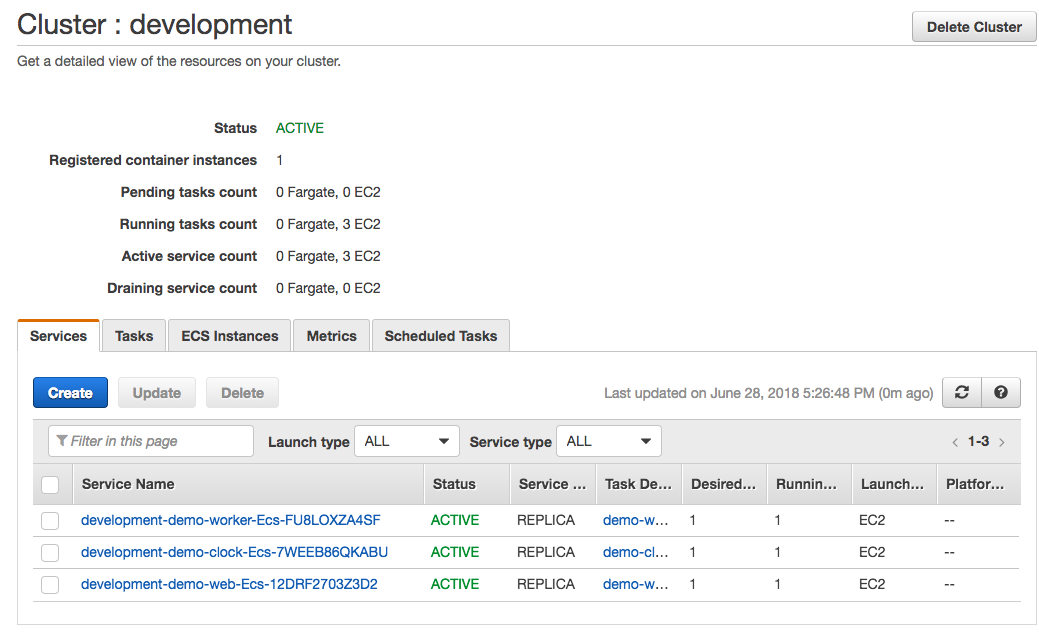 Cluster : development
Delete Cluster
Get a detailed view of the resources on your cluster.
Status ACTIVE
Registered container instances 1
Pending tasks count 0 Fargate, 0 EC2
Running tasks count 0 Fargate, 3 EC2
Active service count 0 Fargate, 3 EC2
Draining service count 0 Fargate, 0 EC2
Services Tasks ECS Instances Metrics Scheduled Tasks
Create Update Delete Last updated on June 28, 2018 5:26:48 PM (0m ago)
Filter in this page Launch type ALL Service type ALL 1-3
Service Name Status Service ... Task De... Desired... Runnin... Launch... Platfor...
development-demo-worker-Ecs-FU8LOXZA4SF ACTIVE REPLICA demo-w... 1 1 EC2 --
development-demo-clock-Ecs-7WEEB86QKABU ACTIVE REPLICA demo-cl... 1 1 EC2 --
development-demo-web-Ecs-12DRF2703Z3D2 ACTIVE REPLICA demo-w... 1 1 EC2 --